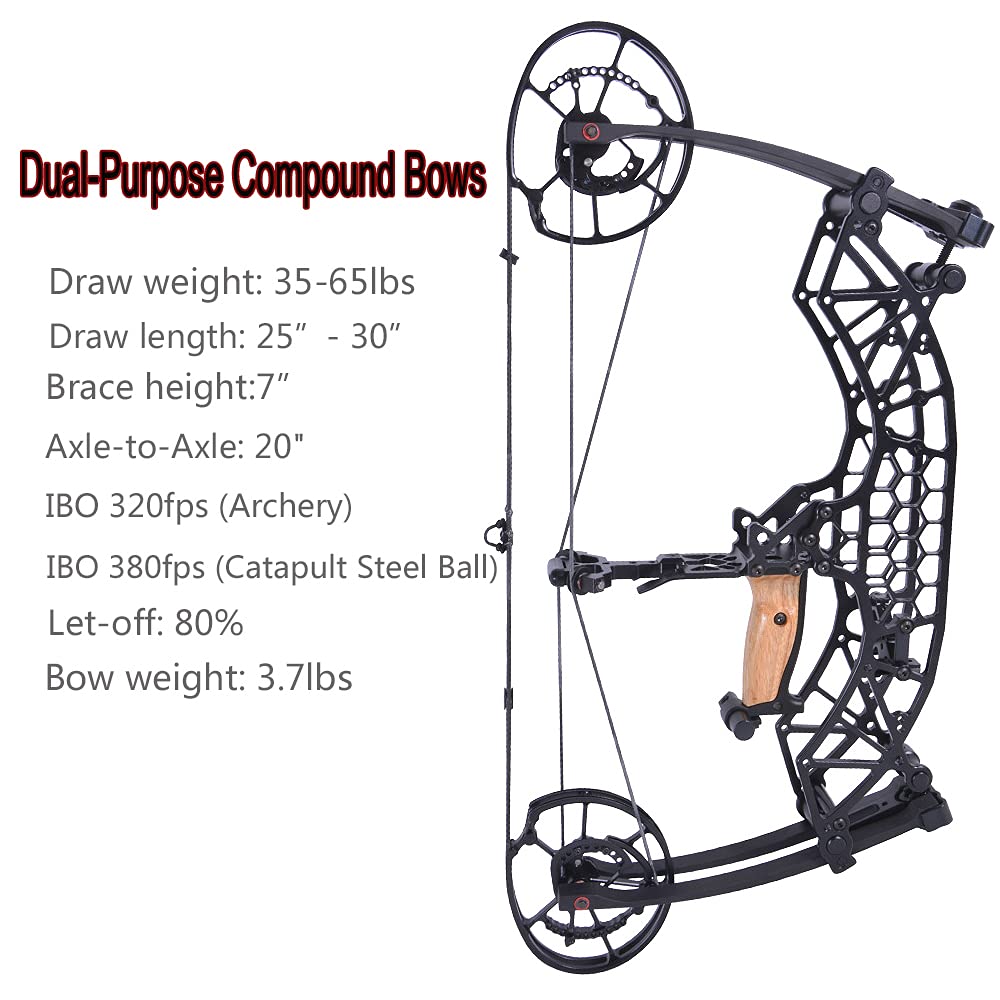 Dual-Purpose Compound Bows
Draw weight: 35-65lbs
Draw length: 25” - 30”
Brace height:7”
Axle-to-Axle: 20"
IBO 320fps (Archery)
IBO 380fps (Catapult Steel Ball)
Let-off: 80%
Bow weight: 3.7lbs